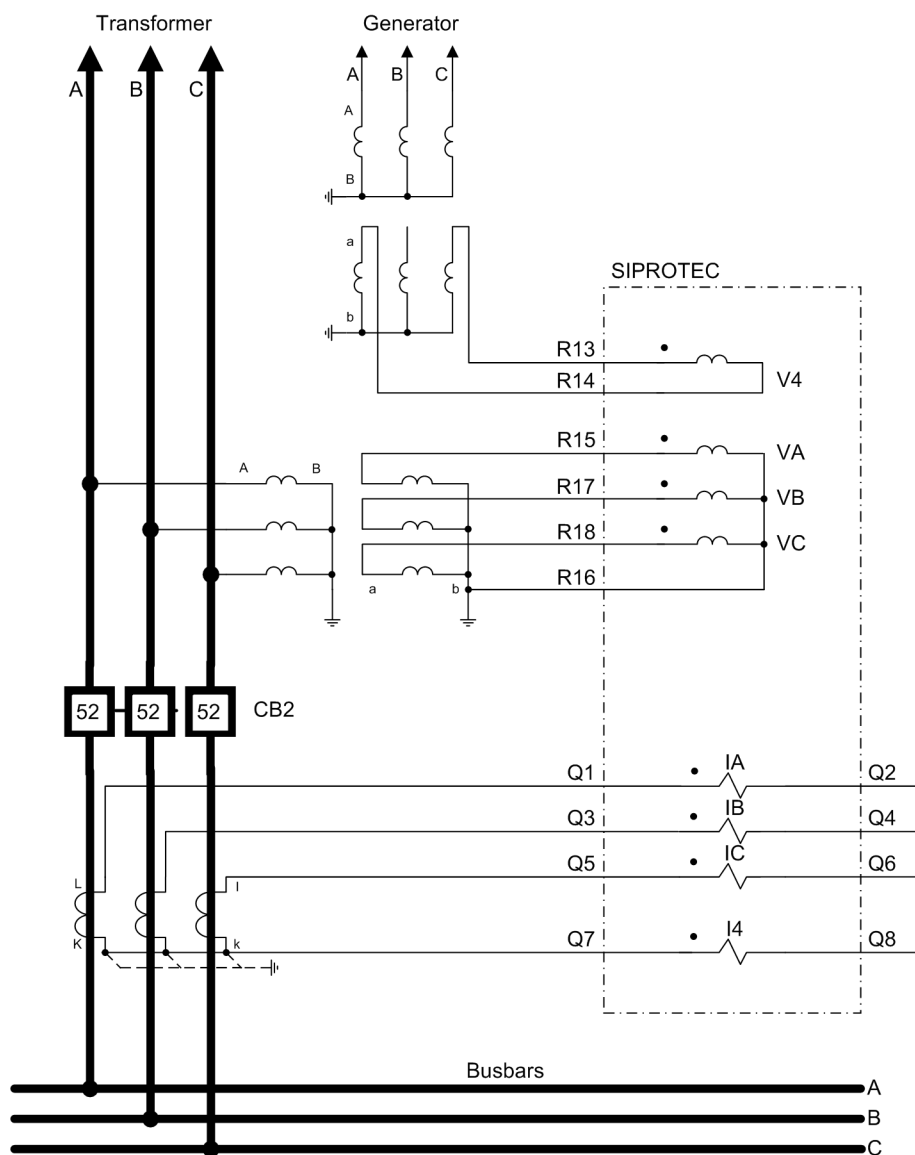 Transformer Generator
A B C A B C
A
B
a
b
SIPROTEC
R13
R14 V4
R15 VA
A B
R17 VB
R18 VC
R16
a b
52 52 52 CB2
Q1 IA Q2
Q3 IB Q4
Q5 IC Q6
L l
K k
Q7 I4 Q8
Busbars
A
B
C